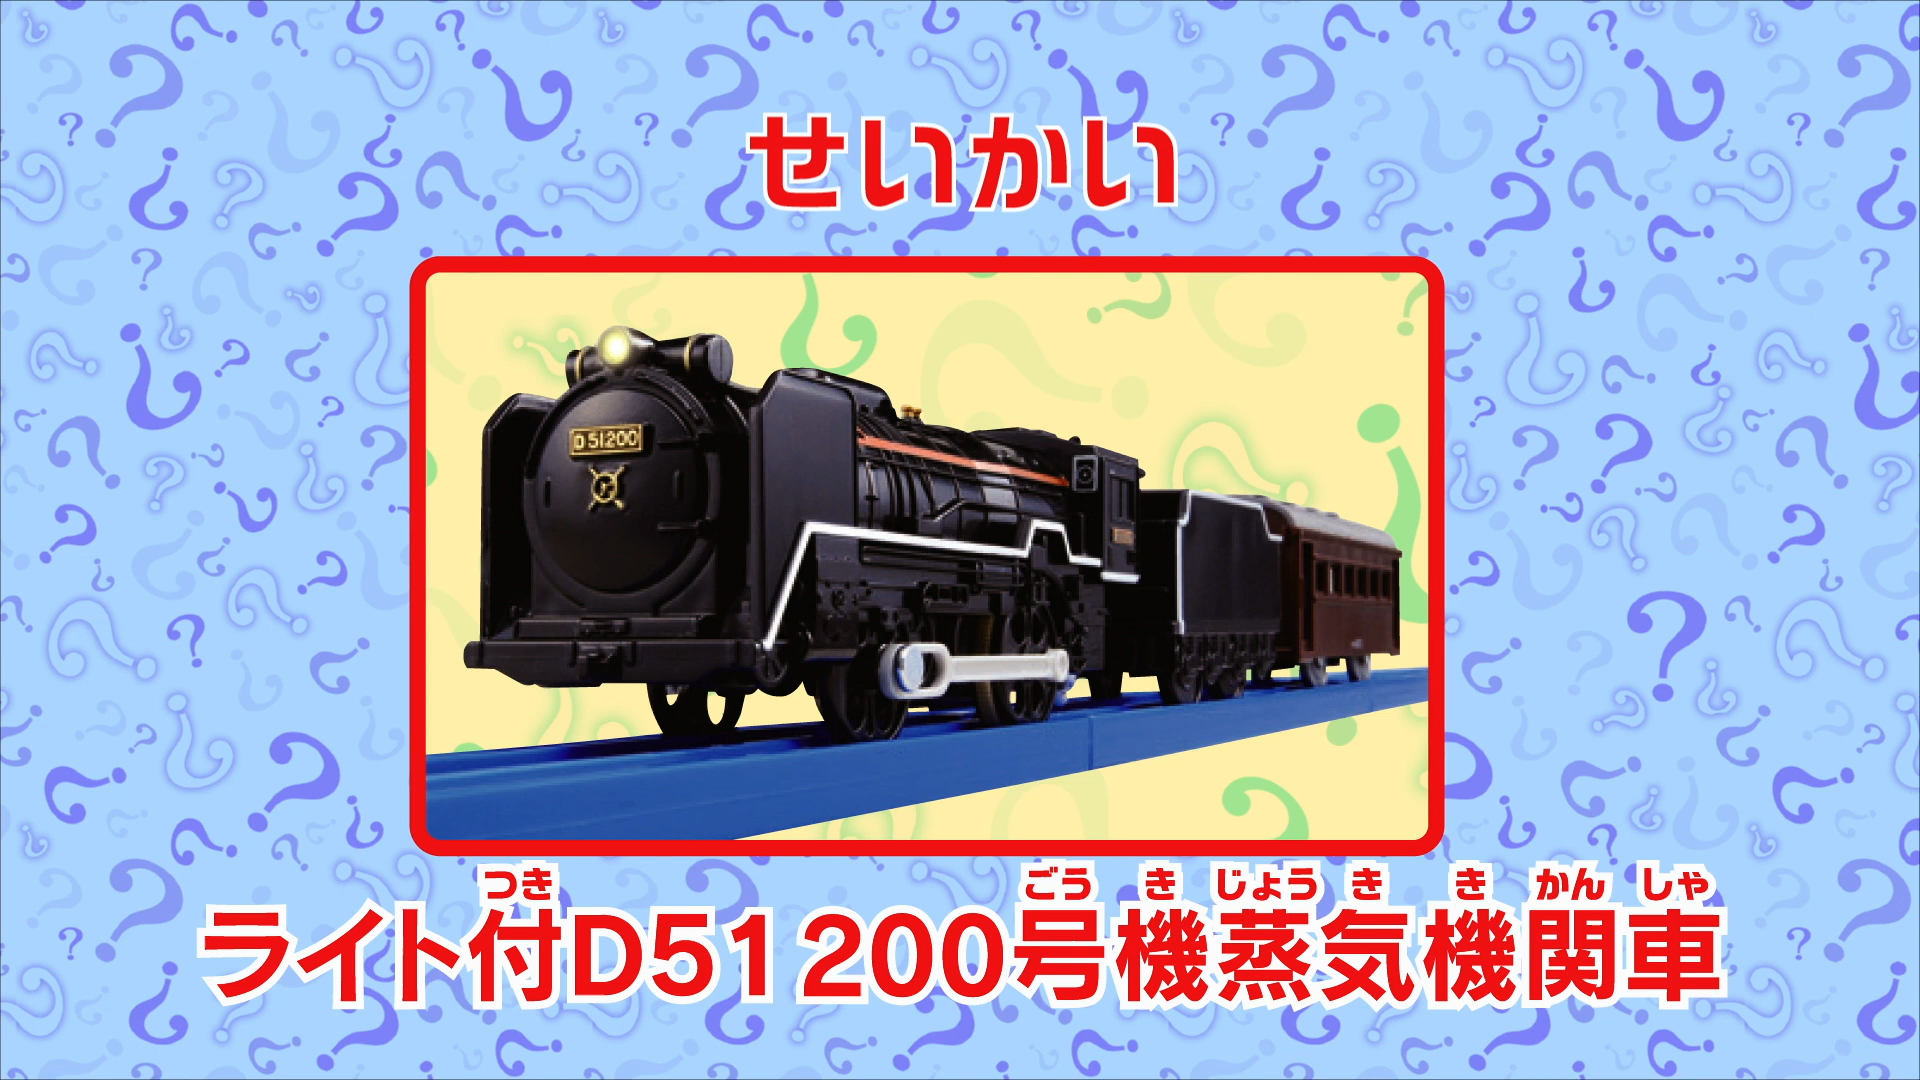 せいかい
D51200
つき ごう き じょう き き かん しゃ
ライト付D51 200号機蒸気機関車